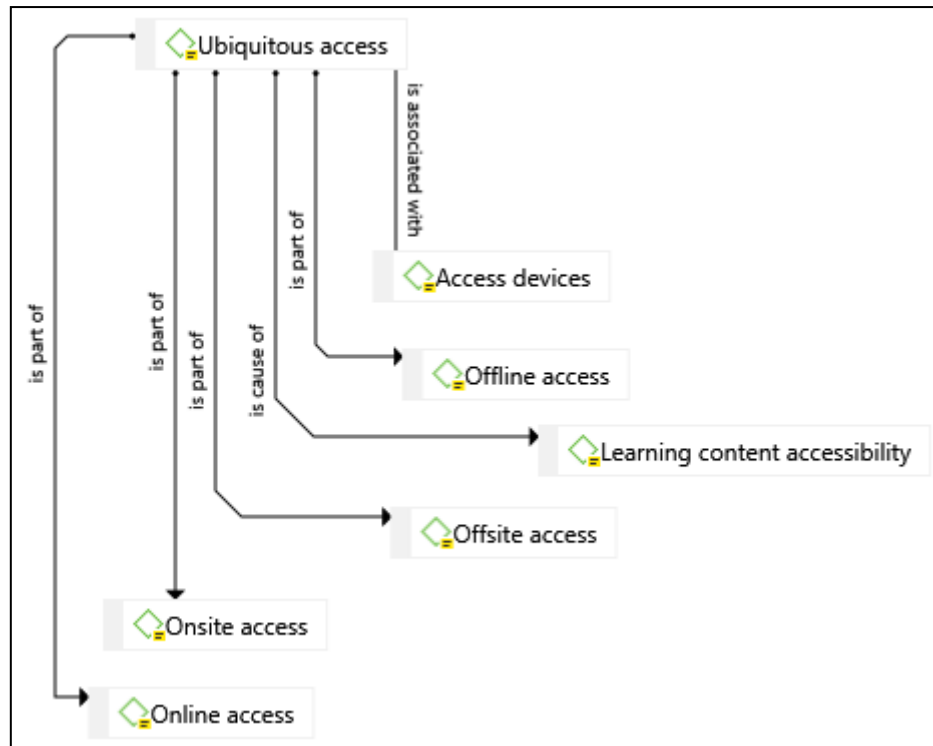 Ubiquitous access
is associated with
Access devices
is part of
Offline access
is cause of
Learning content accessibility
is part of
Offsite access
is part of
Onsite access
is part of
Online access